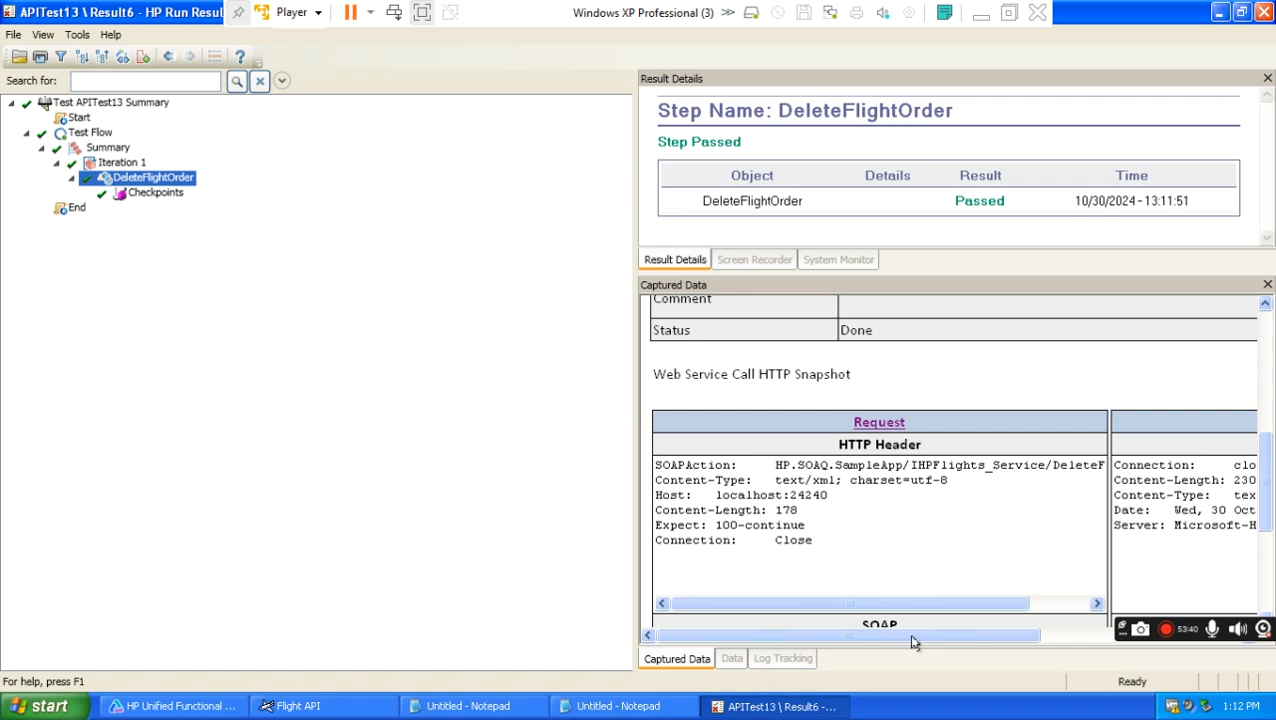 APITest13 \ Result6 - HP Run Resul
Player
Windows XP Professional (3)
File View Tools Help
Search for:
Test APITest13 Summary
Start
Test Flow
Summary
Iteration 1
DeleteFlightOrder
Checkpoints
End
Result Details
Step Name: DeleteFlightOrder
Step Passed
Object Details Result Time
DeleteFlightOrder Passed 10/30/2024 - 13:11:51
Result Details Screen Recorder System Monitor
Captured Data
Comment
Status Done
Web Service Call HTTP Snapshot
Request
HTTP Header
SOAPAction: HP.SOAQ.SampleApp/IHPFlights_Service/DeleteF
Content-Type: text/xml; charset=utf-8
Host: localhost:24240
Content-Length: 178
Expect: 100-continue
Connection: Close
Connection: clo
Content-Length: 230
Content-Type: tex
Date: Wed, 30 Oct
Server: Microsoft-H
SOAP
53:40
Captured Data Data Log Tracking
For help, press F1
Ready
start
HP Unified Functional ...
Flight API
Untitled - Notepad
Untitled - Notepad
APITest13 \ Result6 -...
1:12 PM